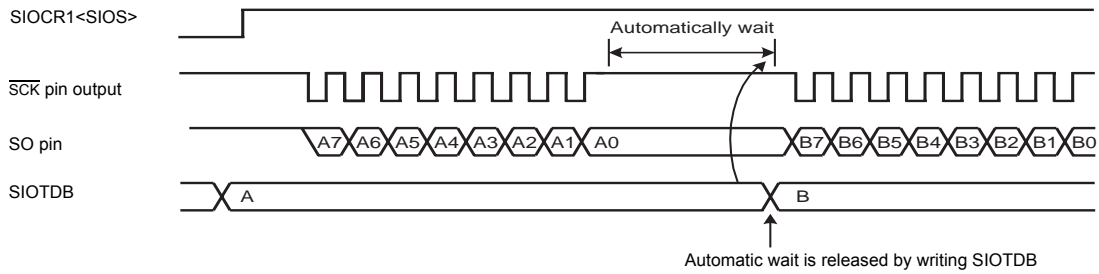 SIOCR1<SIOS>
Automatically wait
SCK pin output
SO pin
A7 A6 A5 A4 A3 A2 A1 A0 B7 B6 B5 B4 B3 B2 B1 B0
SIOTDB
A B
Automatic wait is released by writing SIOTDB